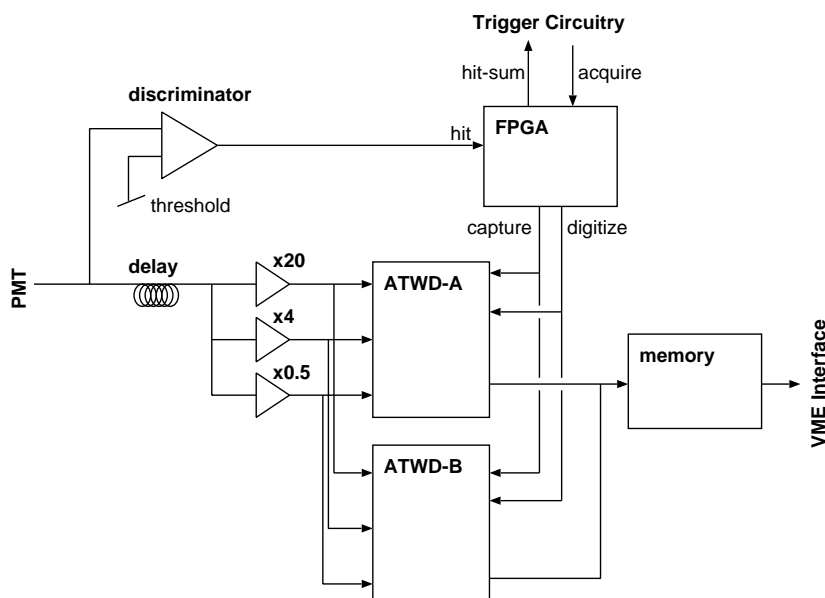 Trigger Circuitry
hit-sum
acquire
discriminator
hit
FPGA
threshold
capture
digitize
delay
x20
ATWD-A
PMT
x4
x0.5
memory
VME Interface
ATWD-B